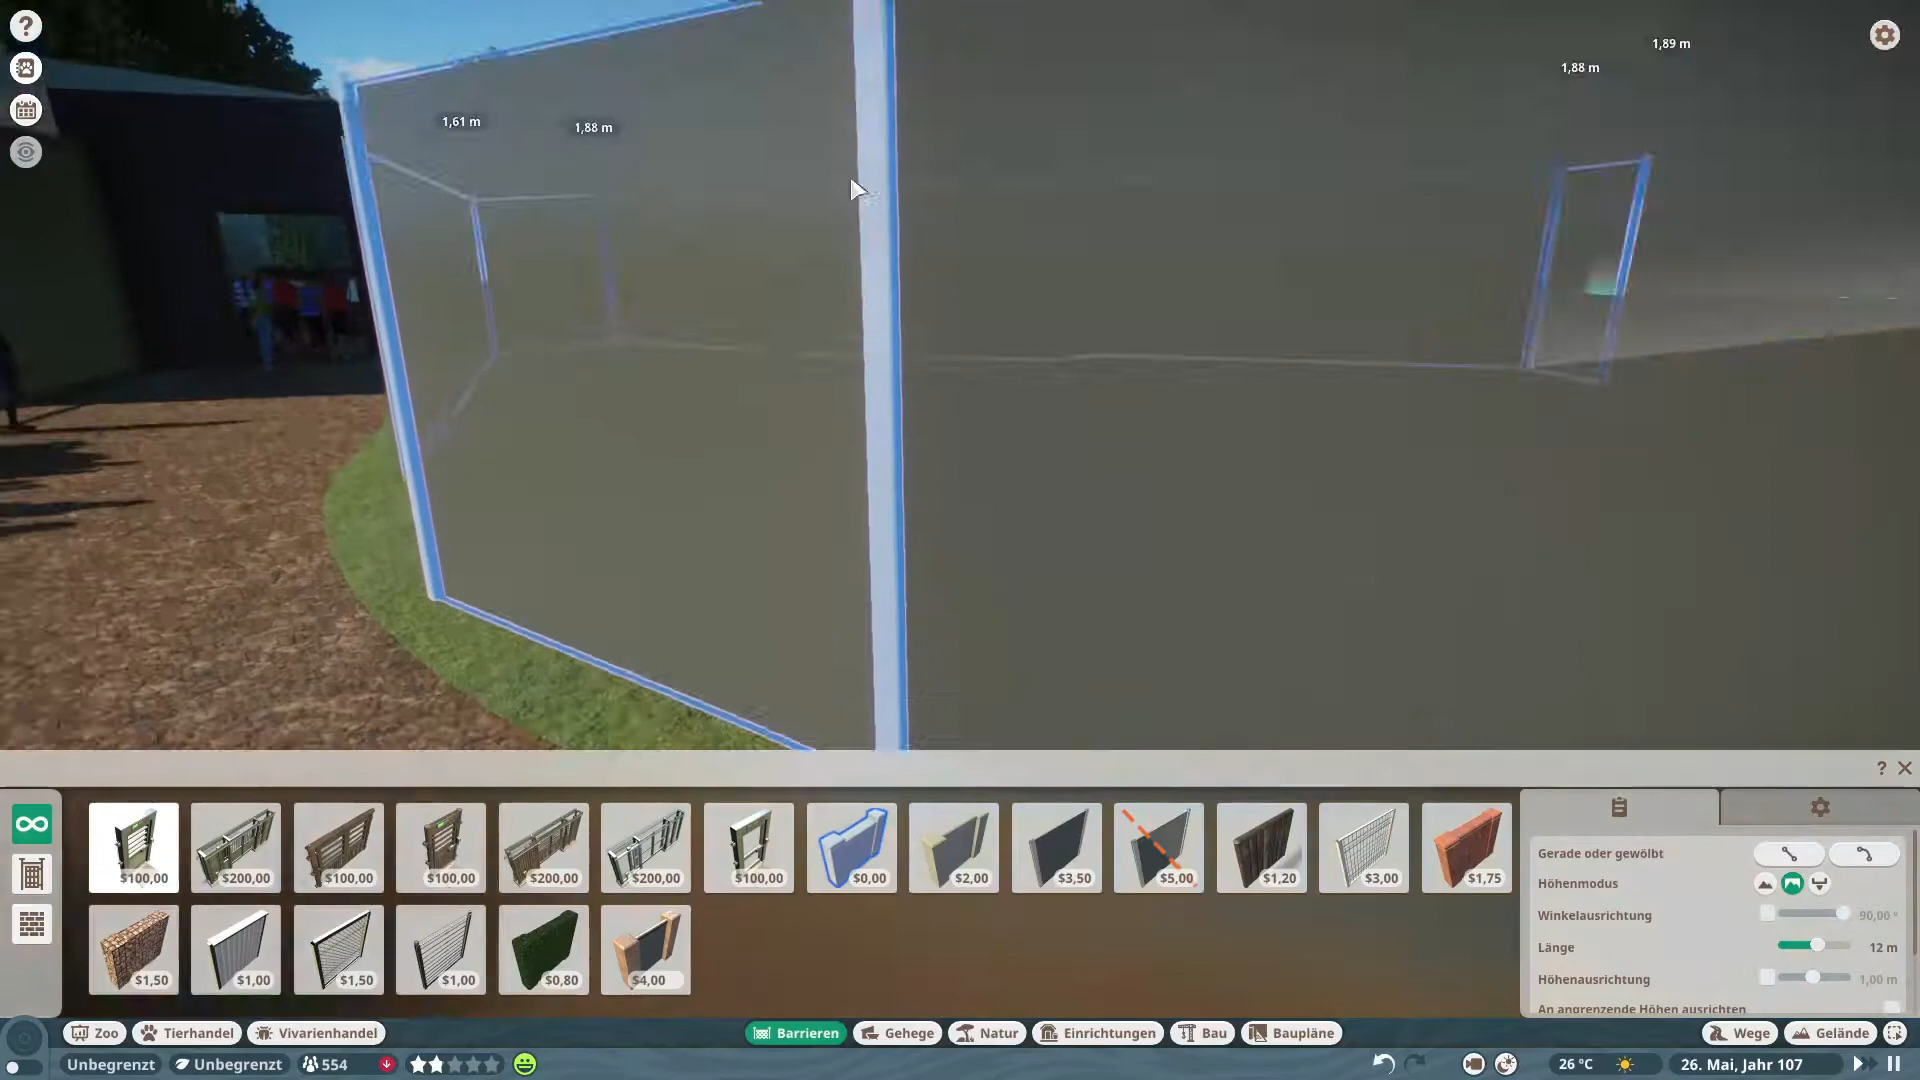 ?
1,89 m
1,88 m
1,61 m
1,88 m
?
$100,00
$200,00
$100,00
$100,00
$200,00
$200,00
$100,00
$0,00
$2,00
$3,50
$5,00
$1,20
$3,00
$1,75
$1,50
$1,00
$1,50
$1,00
$0,80
$4,00
Gerade oder gewölbt
Höhenmodus
Winkelausrichtung 90,00 °
Länge 12 m
Höhenausrichtung 1,00 m
An angrenzende Höhen ausrichten
Zoo Tierhandel Vivarienhandel Barrieren Gehege Natur Einrichtungen Bau Baupläne Wege Gelände
Unbegrenzt Unbegrenzt 554 26 °C 26. Mai, Jahr 107